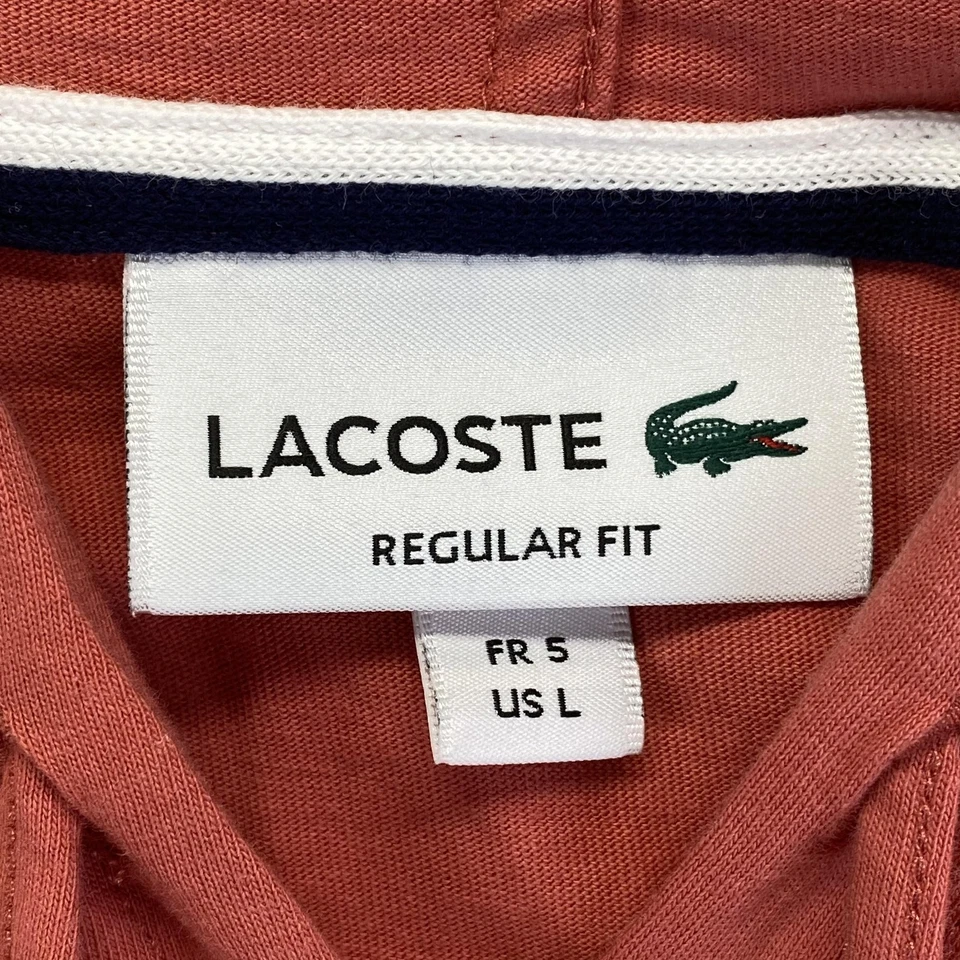 LACOSTE
REGULAR FIT
FR 5
US L